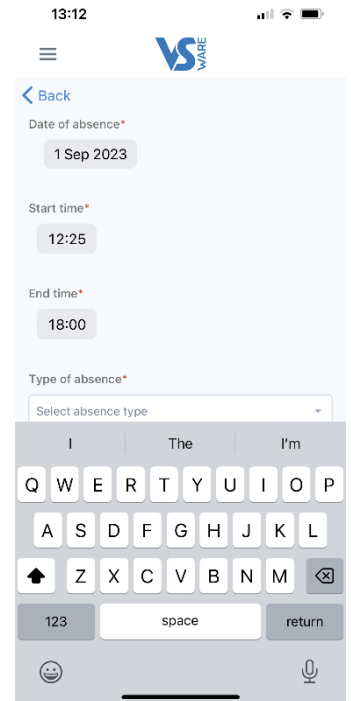 13:12
VS
WARE
Back
Date of absence*
1 Sep 2023
Start time*
12:25
End time*
18:00
Type of absence*
Select absence type
I The I'm
Q W E R T Y U I O P
A S D F G H J K L
Z X C V B N M
123 space return